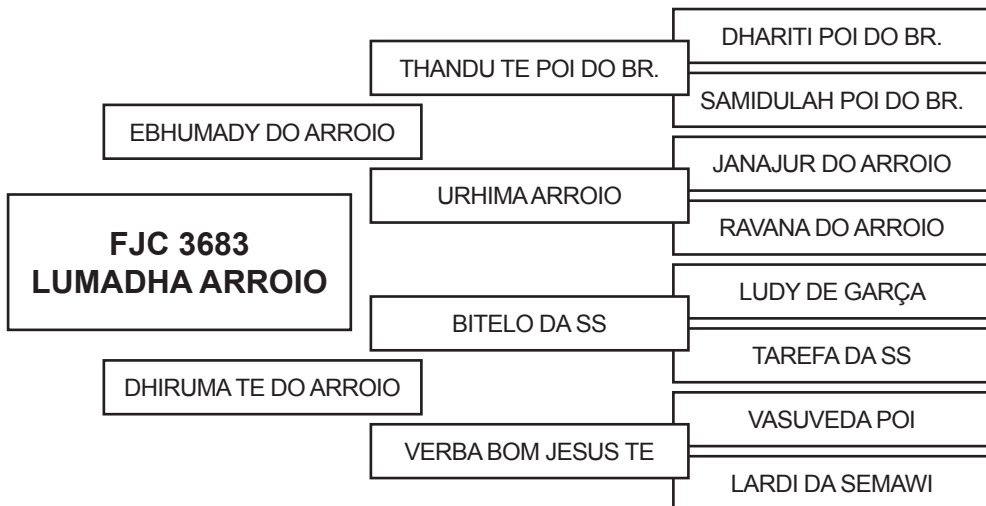 DHARITI POI DO BR.
THANDU TE POI DO BR.
SAMIDULAH POI DO BR.
EBHUMADY DO ARROIO
JANAJUR DO ARROIO
URHIMA ARROIO
RAVANA DO ARROIO
FJC 3683
LUMADHA ARROIO
LUDY DE GARÇA
BITELO DA SS
TAREFA DA SS
DHIRUMA TE DO ARROIO
VASUVEDA POI
VERBA BOM JESUS TE
LARDI DA SEMAWI